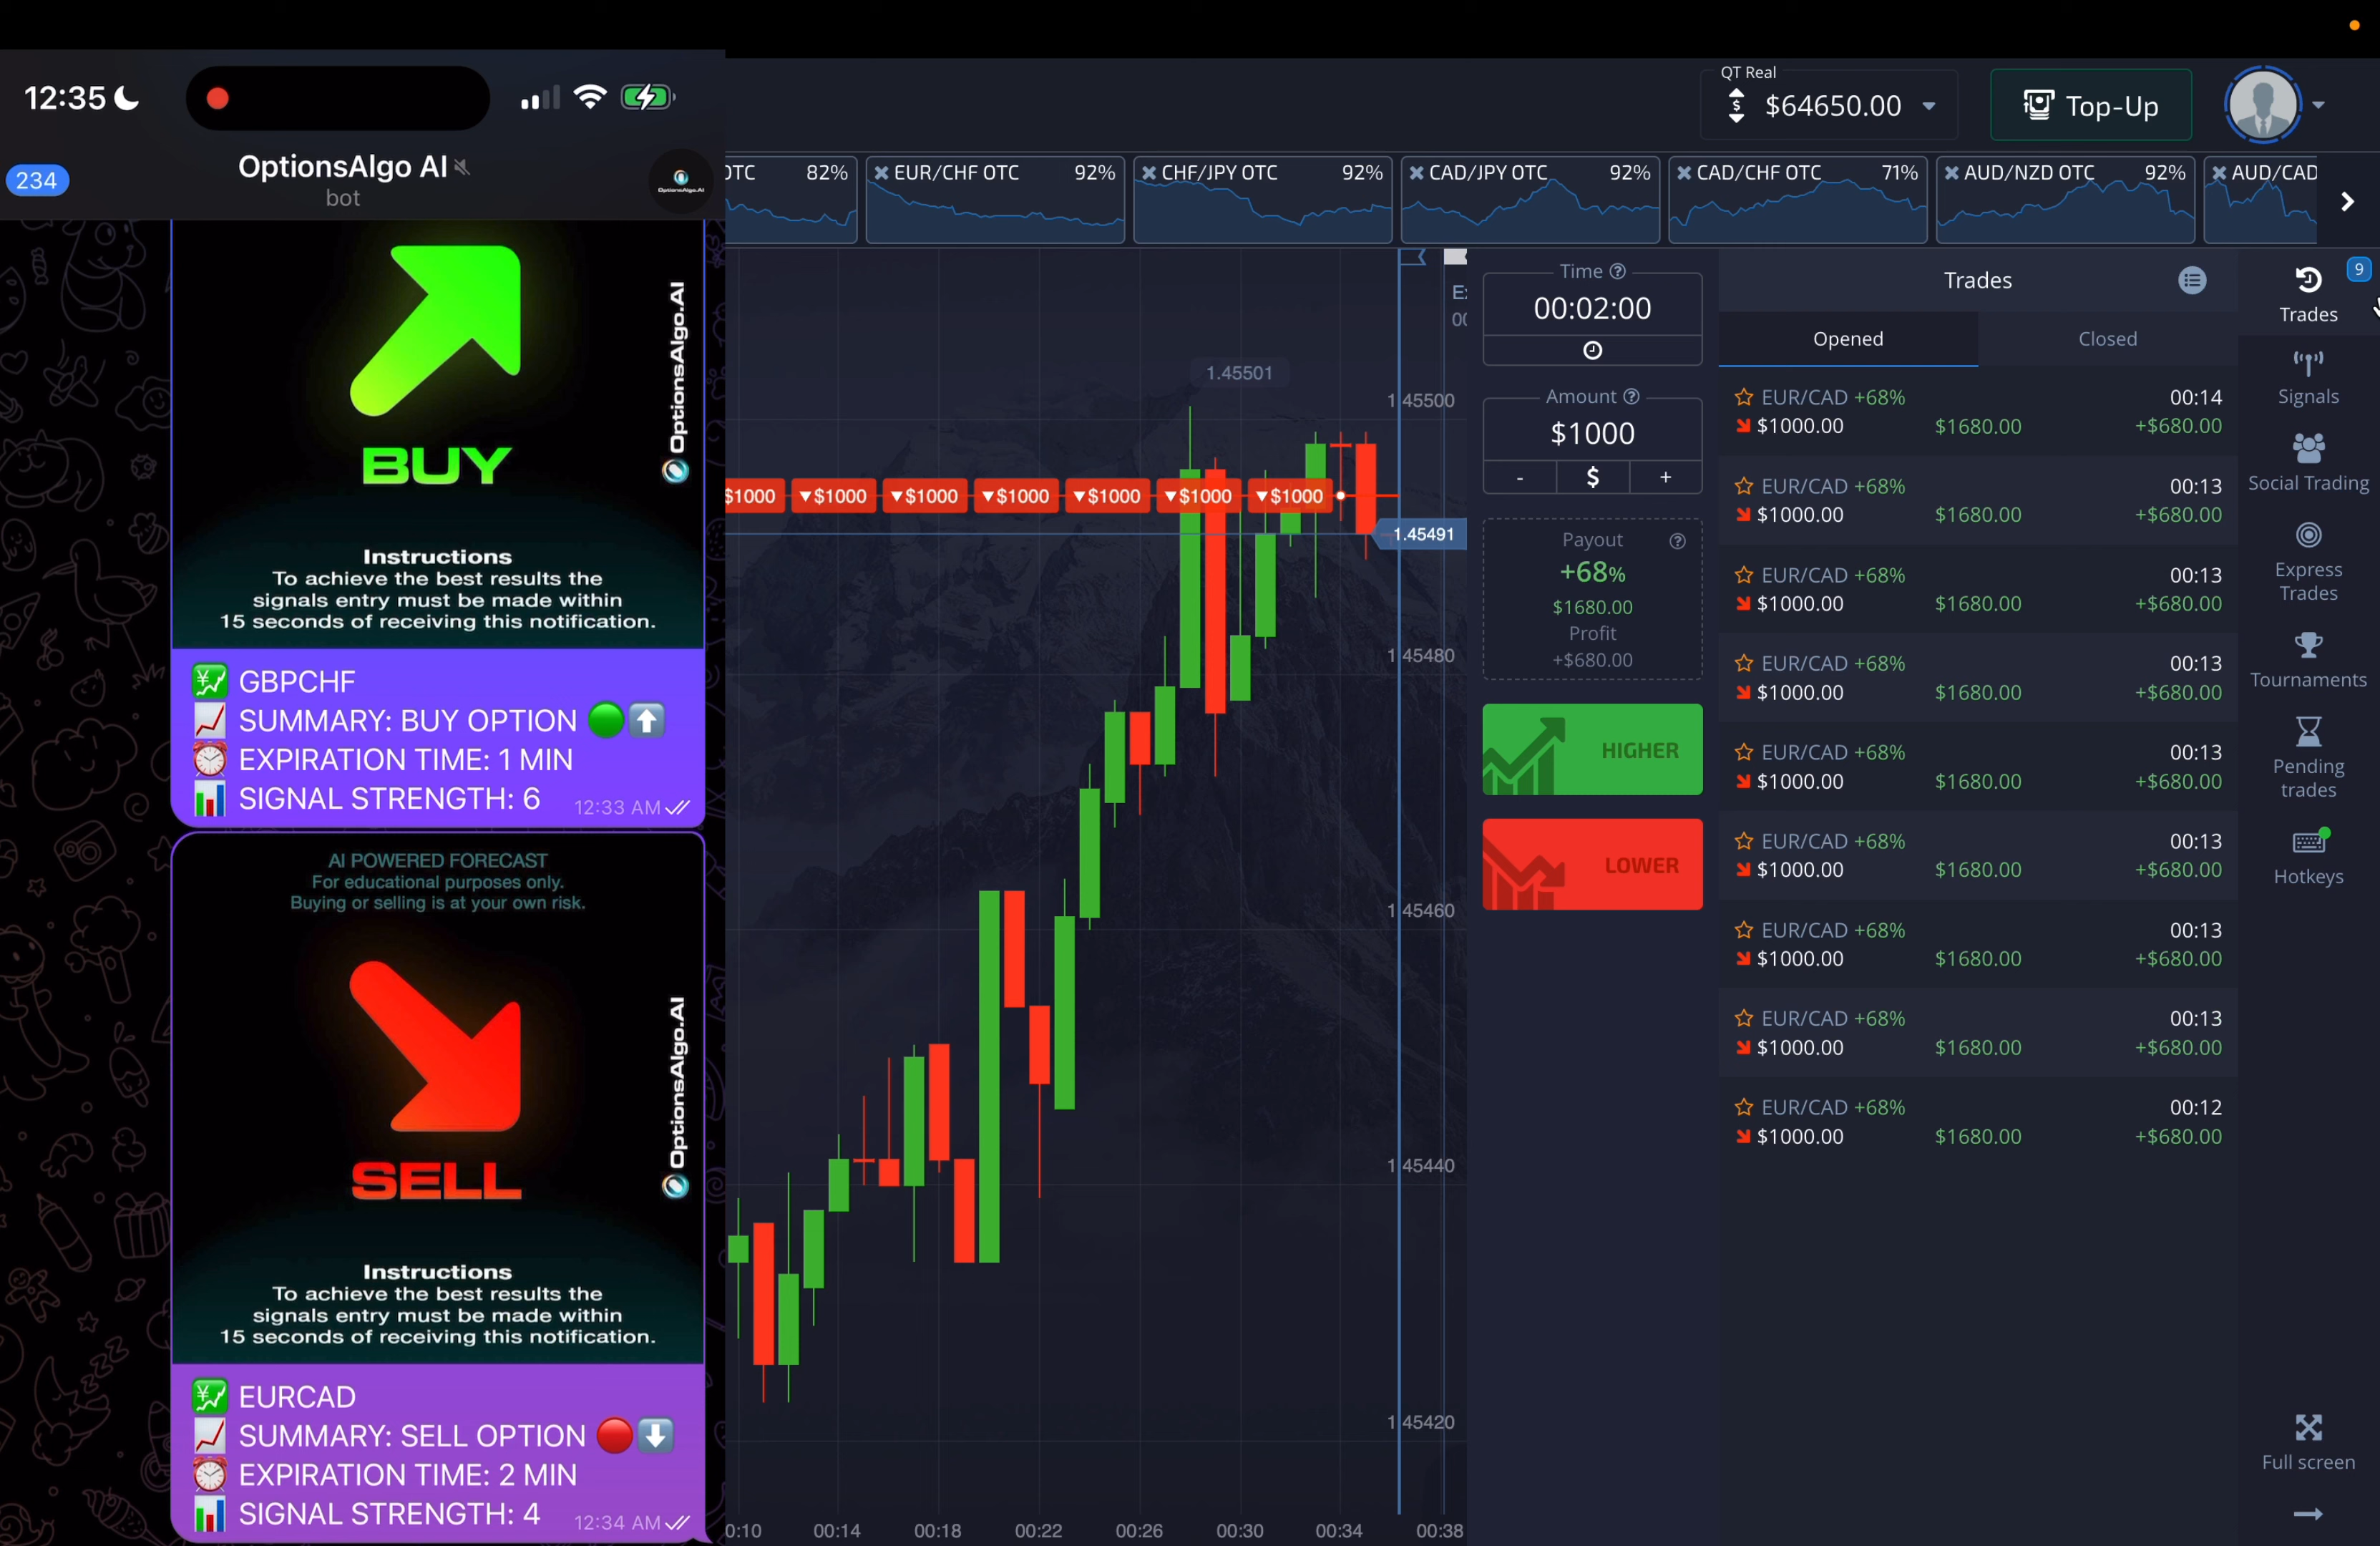 12:35
234
OptionsAlgo AI
bot
BUY
OptionsAlgo.AI
Instructions
To achieve the best results the
signals entry must be made within
15 seconds of receiving this notification.
GBPCHF
SUMMARY: BUY OPTION
EXPIRATION TIME: 1 MIN
SIGNAL STRENGTH: 6
12:33 AM
AI POWERED FORECAST
For educational purposes only.
Buying or selling is at your own risk.
SELL
OptionsAlgo.AI
Instructions
To achieve the best results the
signals entry must be made within
15 seconds of receiving this notification.
EURCAD
SUMMARY: SELL OPTION
EXPIRATION TIME: 2 MIN
SIGNAL STRENGTH: 4
12:34 AM
QT Real
$64650.00
Top-Up
OTC 82%
EUR/CHF OTC 92%
CHF/JPY OTC 92%
CAD/JPY OTC 92%
CAD/CHF OTC 71%
AUD/NZD OTC 92%
AUD/CAD
1.45501
1.45500
$1000 ▼$1000 ▼$1000 ▼$1000 ▼$1000 ▼$1000 ▼$1000
1.45491
1.45480
1.45460
1.45440
1.45420
0:10 00:14 00:18 00:22 00:26 00:30 00:34 00:38
Time
00:02:00
Amount
$1000
- $ +
Payout
+68%
$1680.00
Profit
+$680.00
HIGHER
LOWER
Trades
Opened Closed
EUR/CAD +68% 00:14
$1000.00 $1680.00 +$680.00
EUR/CAD +68% 00:13
$1000.00 $1680.00 +$680.00
EUR/CAD +68% 00:13
$1000.00 $1680.00 +$680.00
EUR/CAD +68% 00:13
$1000.00 $1680.00 +$680.00
EUR/CAD +68% 00:13
$1000.00 $1680.00 +$680.00
EUR/CAD +68% 00:13
$1000.00 $1680.00 +$680.00
EUR/CAD +68% 00:13
$1000.00 $1680.00 +$680.00
EUR/CAD +68% 00:13
$1000.00 $1680.00 +$680.00
EUR/CAD +68% 00:12
$1000.00 $1680.00 +$680.00
9
Trades
Signals
Social Trading
Express
Trades
Tournaments
Pending
trades
Hotkeys
Full screen